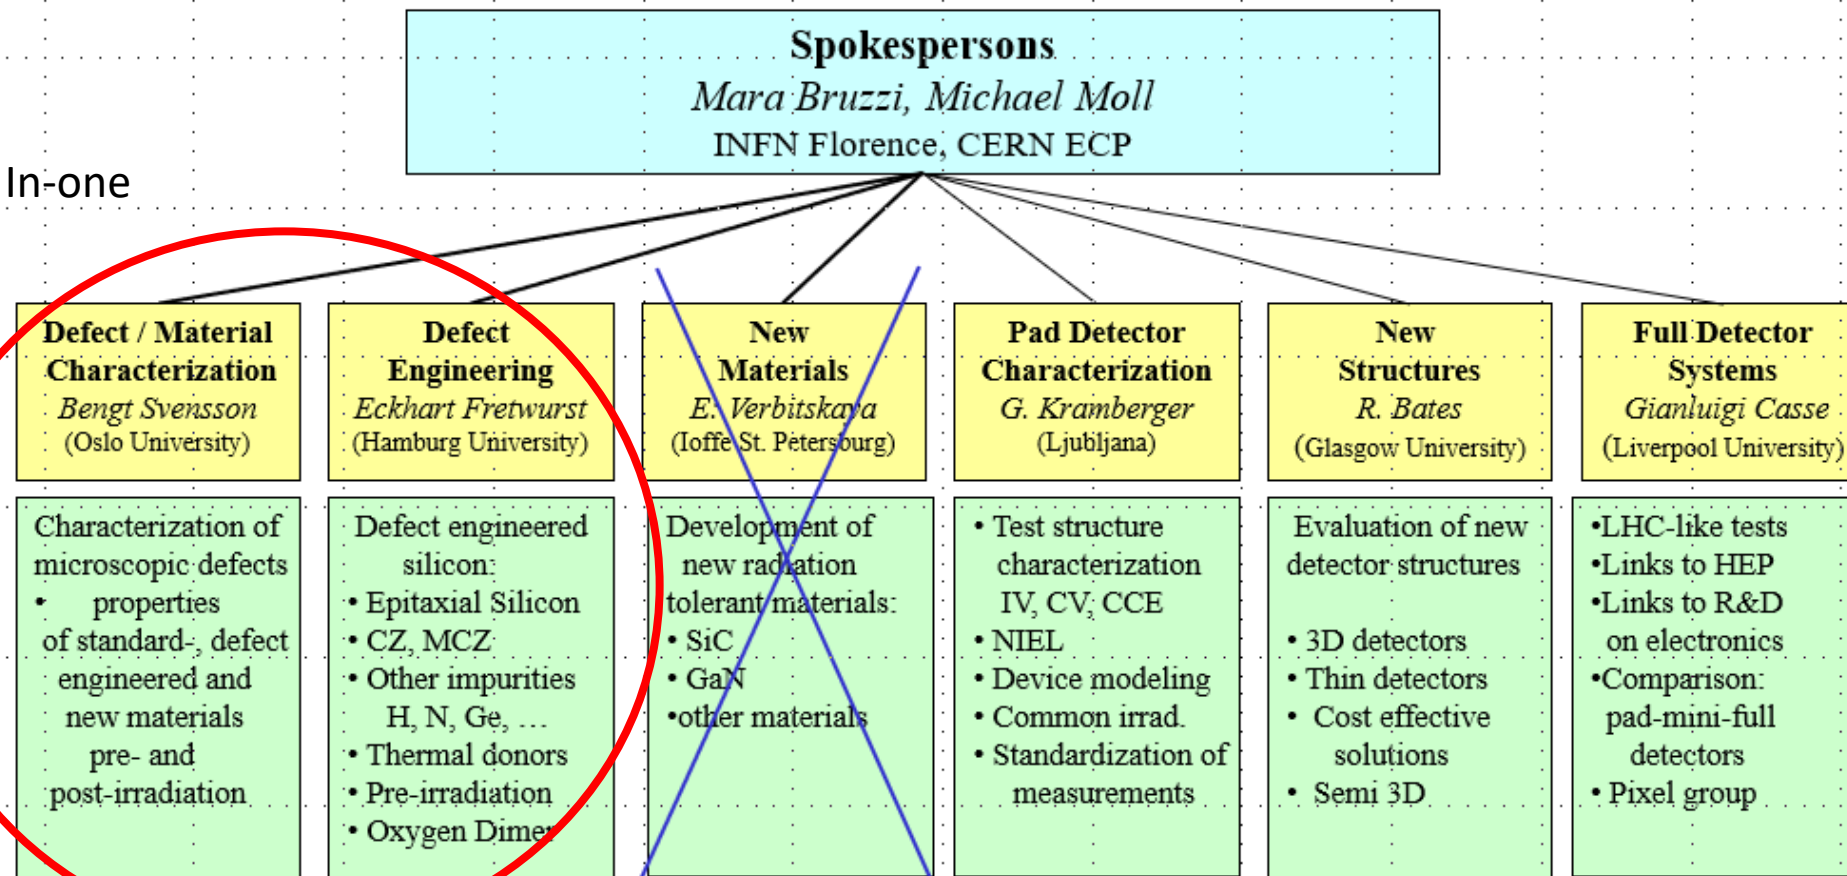 Spokespersons
Mara Bruzzi, Michael Moll
INFN Florence, CERN ECP
In-one
Defect / Material
Characterization
Bengt Svensson
(Oslo University)
Defect
Engineering
Eckhart Fretwurst
(Hamburg University)
New
Materials
E. Verbitskaya
(Ioffe St. Petersburg)
Pad Detector
Characterization
G. Kramberger
(Ljubljana)
New
Structures
R. Bates
(Glasgow University)
Full Detector
Systems
Gianluigi Casse
(Liverpool University)
Characterization of
microscopic defects
• properties
of standard-, defect
engineered and
new materials
pre- and
post-irradiation
Defect engineered
silicon:
• Epitaxial Silicon
• CZ, MCZ
• Other impurities
H, N, Ge, …
• Thermal donors
• Pre-irradiation
• Oxygen Dimer
Development of
new radiation
tolerant materials:
• SiC
• GaN
•other materials
• Test structure
characterization
IV, CV, CCE
• NIEL
• Device modeling
• Common irrad.
• Standardization of
measurements
Evaluation of new
detector structures
• 3D detectors
• Thin detectors
• Cost effective
solutions
• Semi 3D
•LHC-like tests
•Links to HEP
•Links to R&D
on electronics
•Comparison:
pad-mini-full
detectors
• Pixel group